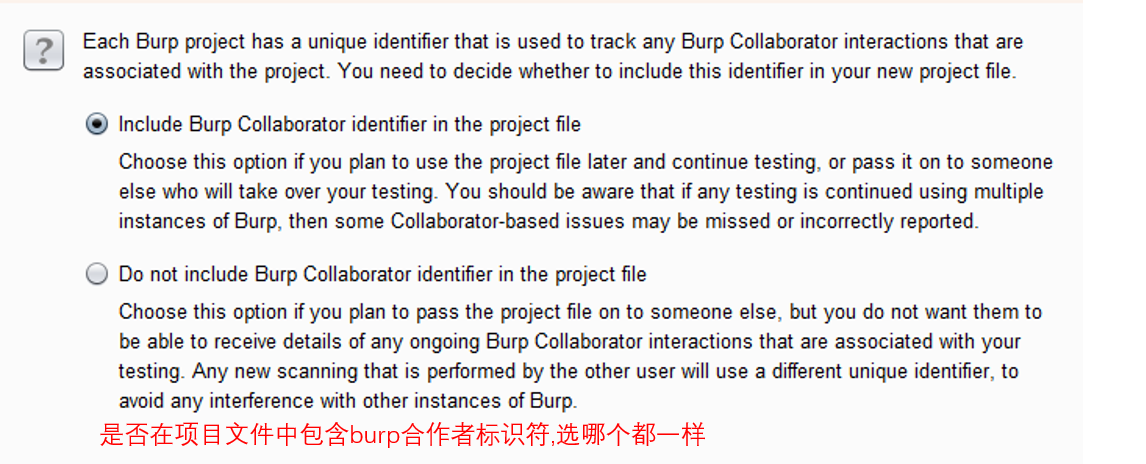 Each Burp project has a unique identifier that is used to track any Burp Collaborator interactions that are
associated with the project. You need to decide whether to include this identifier in your new project file.
Include Burp Collaborator identifier in the project file
Choose this option if you plan to use the project file later and continue testing, or pass it on to someone
else who will take over your testing. You should be aware that if any testing is continued using multiple
instances of Burp, then some Collaborator-based issues may be missed or incorrectly reported.
Do not include Burp Collaborator identifier in the project file
Choose this option if you plan to pass the project file on to someone else, but you do not want them to
be able to receive details of any ongoing Burp Collaborator interactions that are associated with your
testing. Any new scanning that is performed by the other user will use a different unique identifier, to
avoid any interference with other instances of Burp.
是否在项目文件中包含burp合作者标识符,选哪个都一样